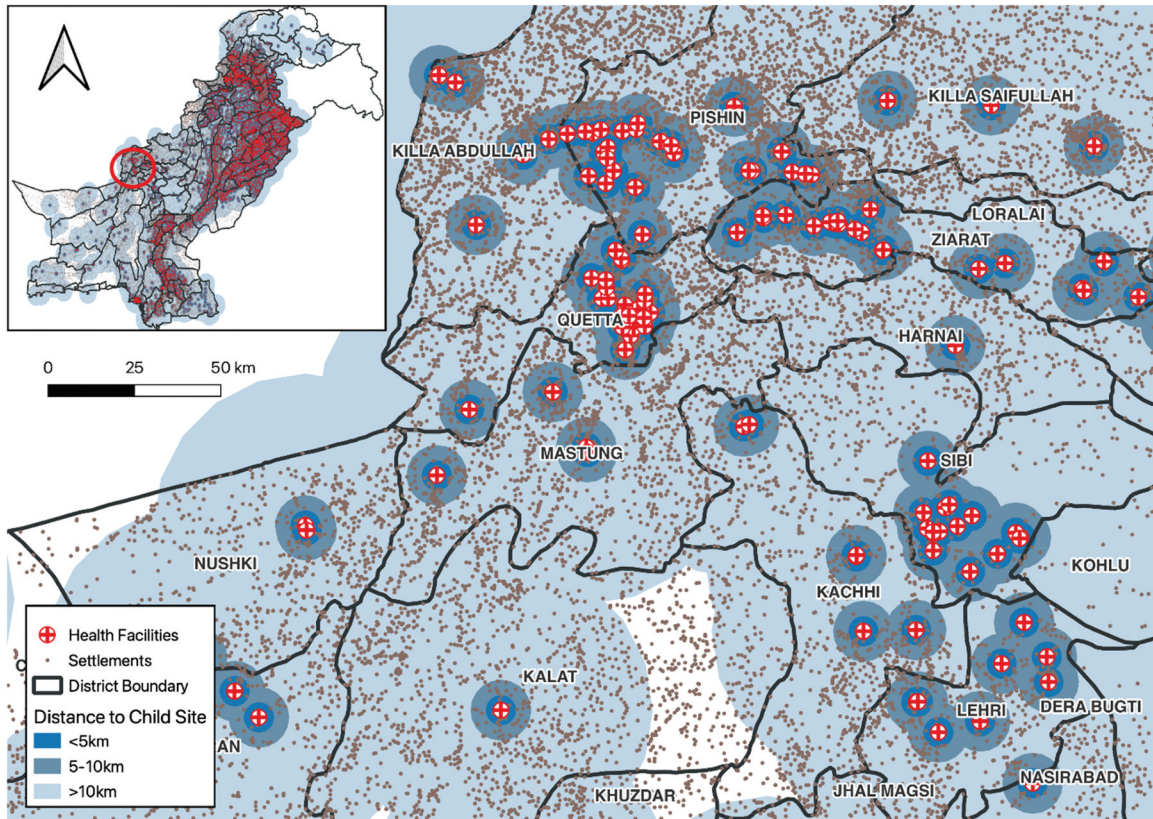 0 25 50 km
KILLA SAIFULLAH
PISHIN
KILLA ABDULLAH
LORALAI
ZIARAT
QUETTA
HARNAI
MASTUNG
SIBI
NUSHKI
KOHLU
KACHHI
KALAT
LEHRI
DERA BUGTI
AN
KHUZDAR
JHAL MAGSI
NASIRABAD
Health Facilities
Settlements
District Boundary
Distance to Child Site
<5km
5-10km
>10km